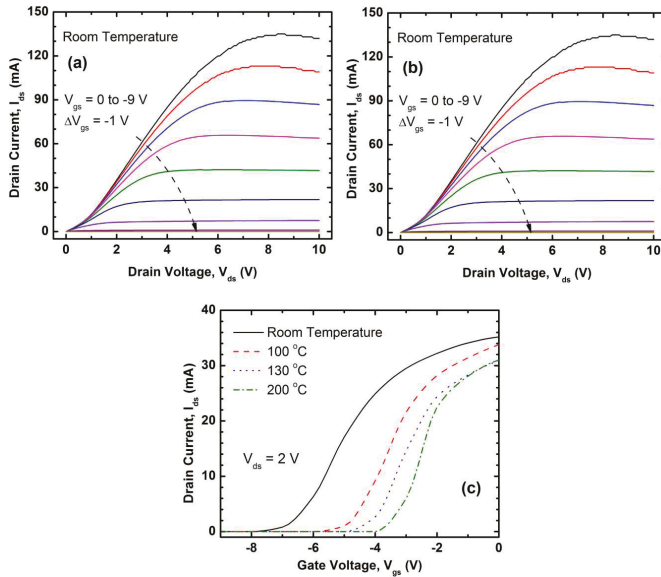 150
120
90
60
30
0
Drain Current, I_ds (mA)
Room Temperature
(a)
V_gs = 0 to -9 V
ΔV_gs = -1 V
0 2 4 6 8 10
Drain Voltage, V_ds (V)
150
120
90
60
30
0
Drain Current, I_ds (mA)
Room Temperature
(b)
V_gs = 0 to -9 V
ΔV_gs = -1 V
0 2 4 6 8 10
Drain Voltage, V_ds (V)
40
30
20
10
0
Drain Current, I_ds (mA)
Room Temperature
100 °C
130 °C
200 °C
V_ds = 2 V
(c)
-8 -6 -4 -2 0
Gate Voltage, V_gs (V)